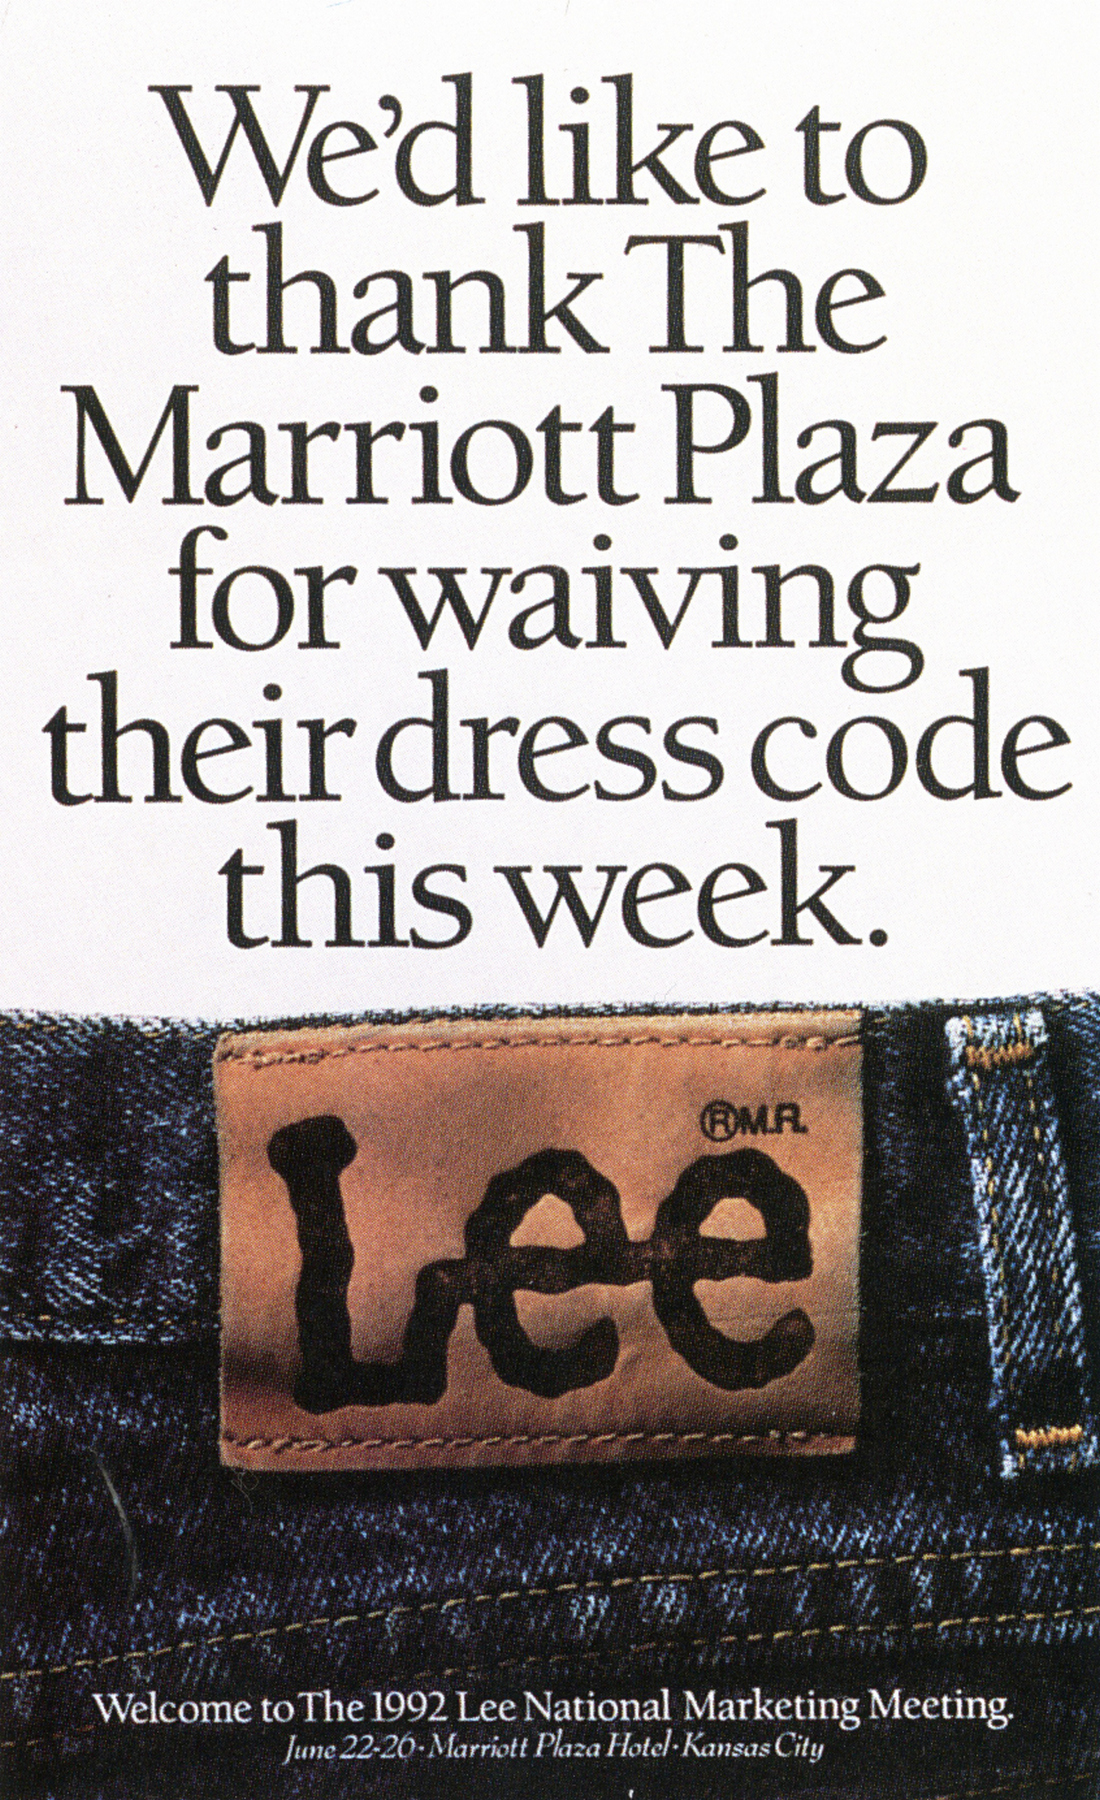 We'd like to
thank The
Marriott Plaza
for waiving
their dress code
this week.
®M.R.
Lee
Welcome to The 1992 Lee National Marketing Meeting.
June 22-26·Marriott Plaza Hotel·Kansas City